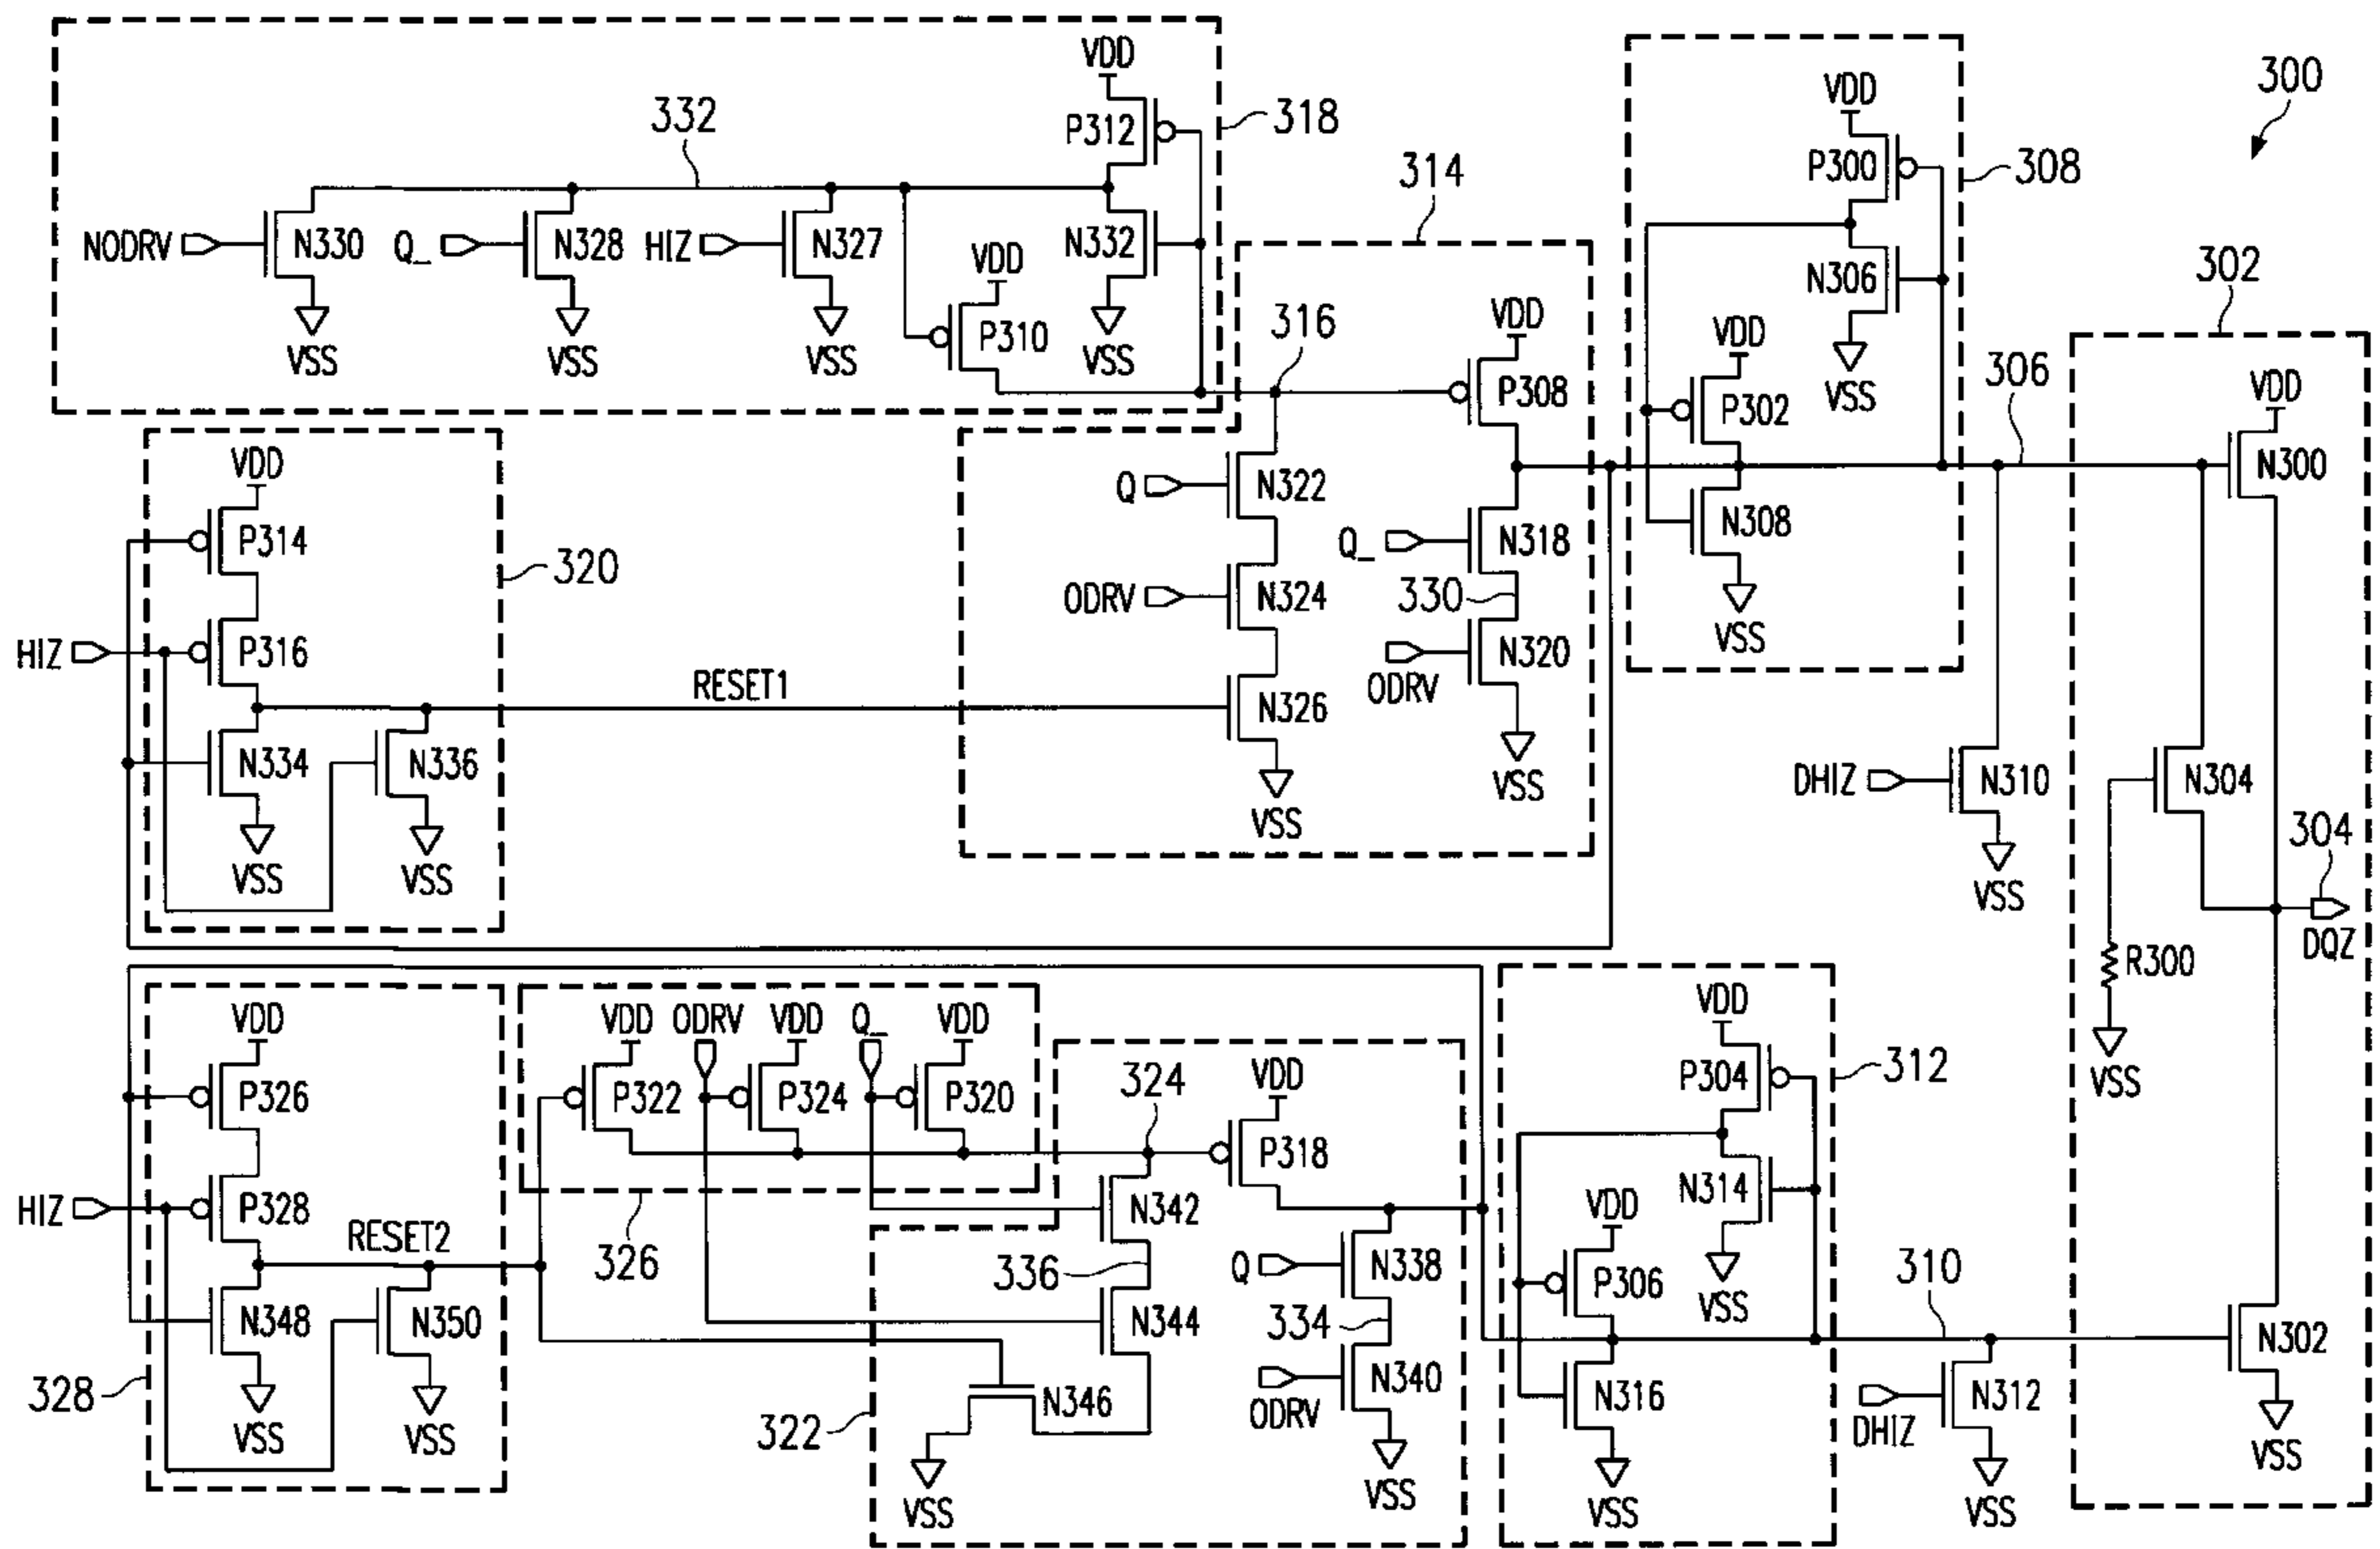 300
318
VDD
P312
332
NODRV
N330
Q_
N328
HIZ
N327
N332
VDD
P310
VSS
VSS
VSS
VSS
314
316
VDD
P308
Q
N322
ODRV
N324
N326
VSS
Q_
N318
330
N320
ODRV
VSS
308
VDD
P300
N306
VSS
VDD
P302
N308
VSS
306
302
VDD
N300
DHIZ
N310
VSS
N304
304
DQZ
R300
VSS
320
VDD
P314
HIZ
P316
RESET1
N334
N336
VSS
VSS
328
VDD
P326
HIZ
P328
RESET2
N348
N350
VSS
VSS
VDD
ODRV
VDD
Q_
VDD
P322
P324
P320
326
324
VDD
P318
N342
336
Q
N338
N344
334
N346
ODRV
N340
322
VSS
VSS
312
VDD
P304
N314
VSS
VDD
P306
N316
VSS
310
DHIZ
N312
VSS
N302
VSS